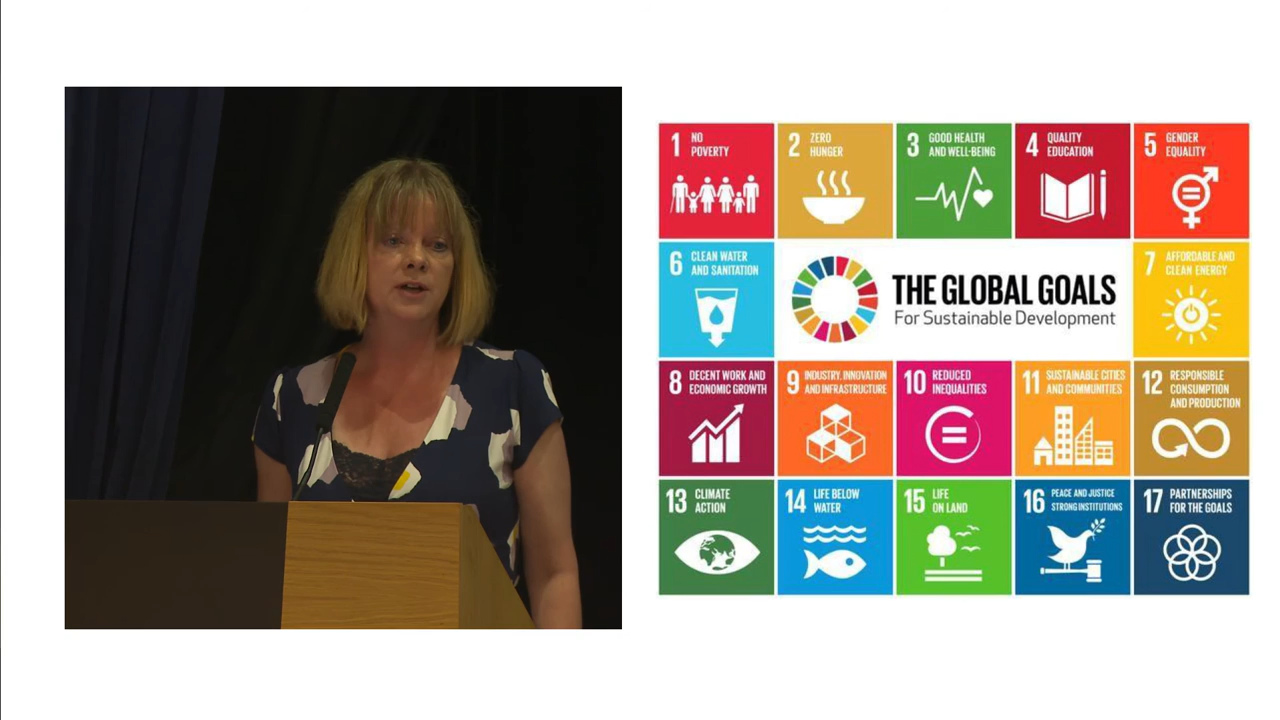 1 NO
POVERTY
2 ZERO
HUNGER
3 GOOD HEALTH
AND WELL-BEING
4 QUALITY
EDUCATION
5 GENDER
EQUALITY
6 CLEAN WATER
AND SANITATION
THE GLOBAL GOALS
For Sustainable Development
7 AFFORDABLE AND
CLEAN ENERGY
8 DECENT WORK AND
ECONOMIC GROWTH
9 INDUSTRY, INNOVATION
AND INFRASTRUCTURE
10 REDUCED
INEQUALITIES
11 SUSTAINABLE CITIES
AND COMMUNITIES
12 RESPONSIBLE
CONSUMPTION
AND PRODUCTION
13 CLIMATE
ACTION
14 LIFE BELOW
WATER
15 LIFE
ON LAND
16 PEACE AND JUSTICE
STRONG INSTITUTIONS
17 PARTNERSHIPS
FOR THE GOALS